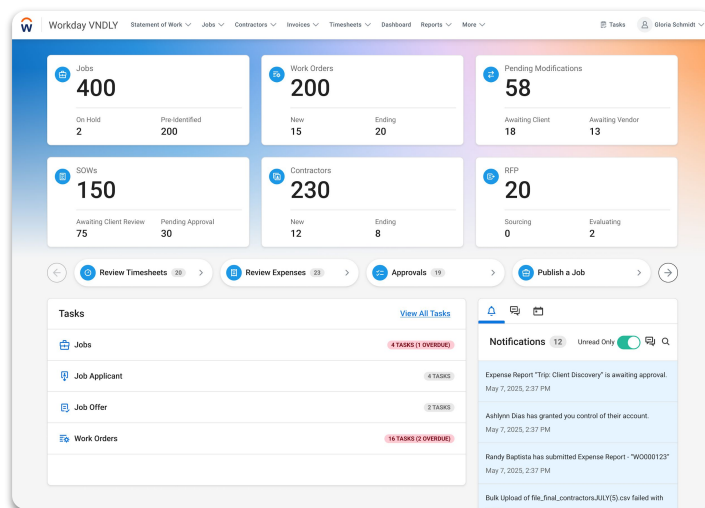 W Workday VNDLY Statement of Work Jobs Contractors Invoices Timesheets Dashboard Reports More Tasks Gloria Schmidt
Jobs
400
On Hold Pre-Identified
2 200
Work Orders
200
New Ending
15 20
Pending Modifications
58
Awaiting Client Awaiting Vendor
18 13
SOWs
150
Awaiting Client Review Pending Approval
75 30
Contractors
230
New Ending
12 8
RFP
20
Sourcing Evaluating
0 2
Review Timesheets 20 Review Expenses 23 Approvals 19 Publish a Job
Tasks View All Tasks
Jobs 4 TASKS (1 OVERDUE)
Job Applicant 4 TASKS
Job Offer 2 TASKS
Work Orders 16 TASKS (2 OVERDUE)
Notifications 12 Unread Only
Expense Report "Trip: Client Discovery" is awaiting approval.
May 7, 2025, 2:37 PM
Ashlynn Dias has granted you control of their account.
May 7, 2025, 2:37 PM
Randy Baptista has submitted Expense Report - "WO000123"
May 7, 2025, 2:37 PM
Bulk Upload of file_final_contractorsJULY(5).csv failed with